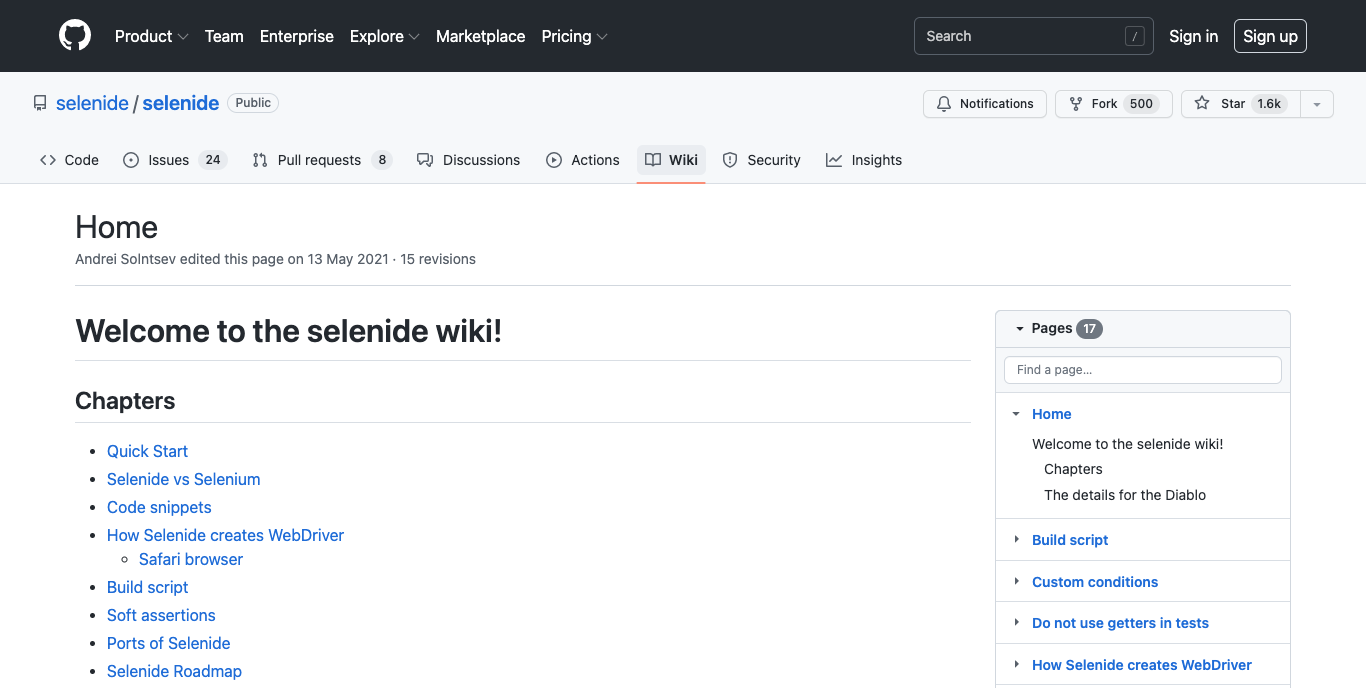 Product Team Enterprise Explore Marketplace Pricing Search / Sign in Sign up
selenide / selenide Public Notifications Fork 500 Star 1.6k
Code Issues 24 Pull requests 8 Discussions Actions Wiki Security Insights
Home
Andrei Solntsev edited this page on 13 May 2021 · 15 revisions
Welcome to the selenide wiki!
Chapters
Quick Start
Selenide vs Selenium
Code snippets
How Selenide creates WebDriver
Safari browser
Build script
Soft assertions
Ports of Selenide
Selenide Roadmap
Pages 17
Find a page...
Home
Welcome to the selenide wiki!
Chapters
The details for the Diablo
Build script
Custom conditions
Do not use getters in tests
How Selenide creates WebDriver